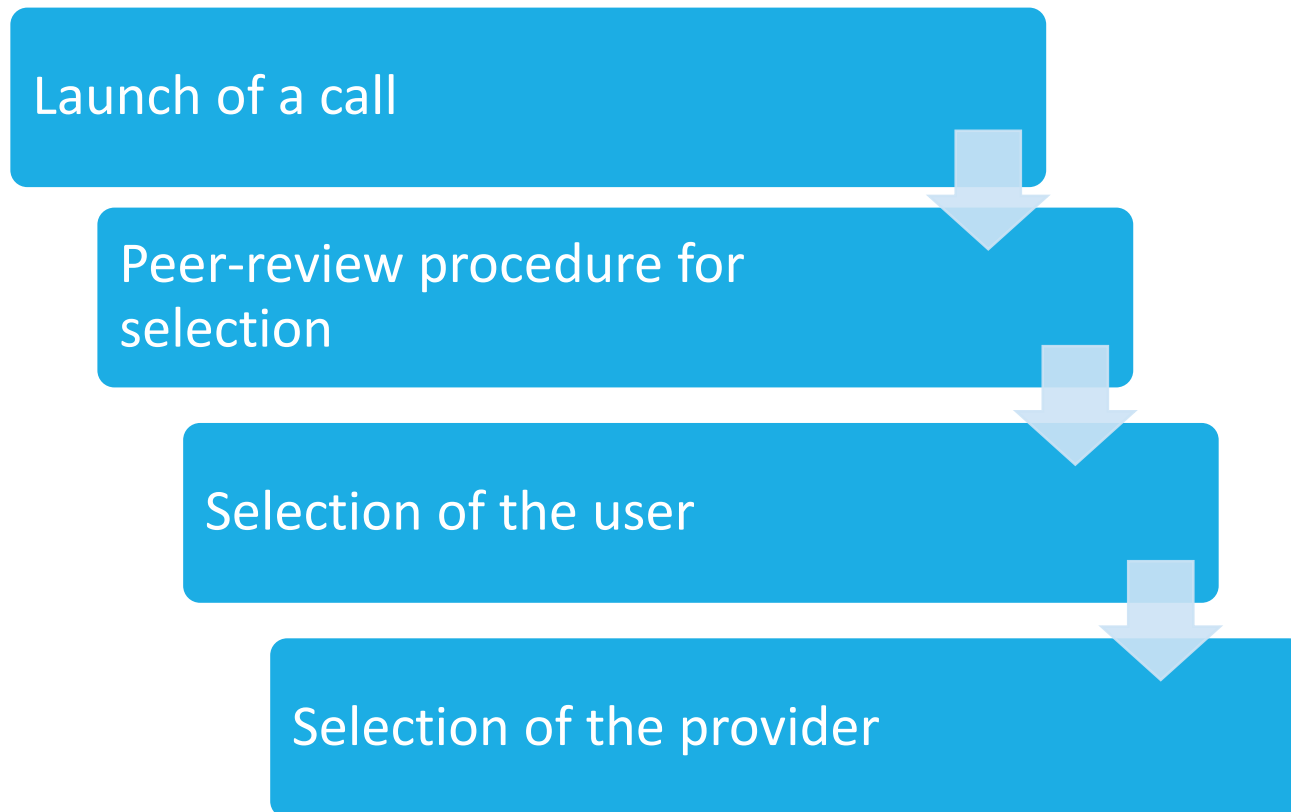 Launch of a call
Peer-review procedure for
selection
Selection of the user
Selection of the provider